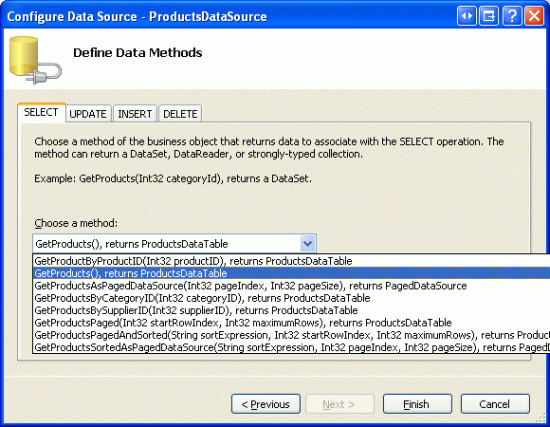 Configure Data Source - ProductsDataSource
Define Data Methods
SELECT UPDATE INSERT DELETE
Choose a method of the business object that returns data to associate with the SELECT operation. The
method can return a DataSet, DataReader, or strongly-typed collection.
Example: GetProducts(Int32 categoryId), returns a DataSet.
Choose a method:
GetProducts(), returns ProductsDataTable
GetProductByProductID(Int32 productID), returns ProductsDataTable
GetProducts(), returns ProductsDataTable
GetProductsAsPagedDataSource(Int32 pageIndex, Int32 pageSize), returns PagedDataSource
GetProductsByCategoryID(Int32 categoryID), returns ProductsDataTable
GetProductsBySupplierID(Int32 supplierID), returns ProductsDataTable
GetProductsPaged(Int32 startRowIndex, Int32 maximumRows), returns ProductsDataTable
GetProductsPagedAndSorted(String sortExpression, Int32 startRowIndex, Int32 maximumRows), returns Produc
GetProductsSortedAsPagedDataSource(String sortExpression, Int32 pageIndex, Int32 pageSize), returns PagedD
< Previous Next > Finish Cancel